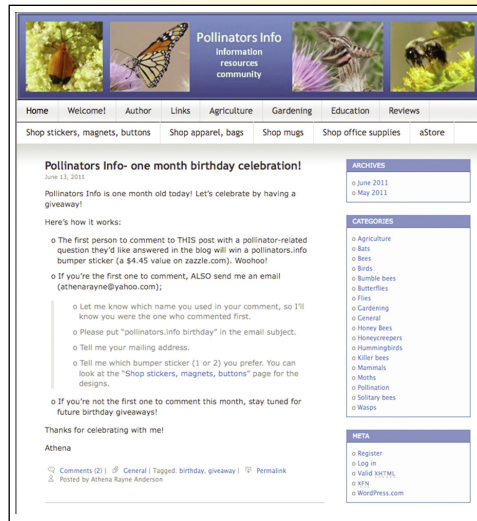 Pollinators Info
information
resources
community
Home Welcome! Author Links Agriculture Gardening Education Reviews
Shop stickers, magnets, buttons Shop apparel, bags Shop mugs Shop office supplies aStore
Pollinators Info- one month birthday celebration!
June 13, 2011
Pollinators Info is one month old today! Let's celebrate by having a
giveaway!
Here's how it works:
o The first person to comment to THIS post with a pollinator-related
question they'd like answered in the blog will win a pollinators.info
bumper sticker (a $4.45 value on zazzle.com). Woohoo!
o If you're the first one to comment, ALSO send me an email
(athenarayne@yahoo.com);
o Let me know which name you used in your comment, so I'll
know you were the one who commented first.
o Please put "pollinators.info birthday" in the email subject.
o Tell me your mailing address.
o Tell me which bumper sticker (1 or 2) you prefer. You can
look at the "Shop stickers, magnets, buttons" page for the
designs.
o If you're not the first one to comment this month, stay tuned for
future birthday giveaways!
Thanks for celebrating with me!
Athena
Comments (2) | General | Tagged: birthday, giveaway | Permalink
Posted by Athena Rayne Anderson
ARCHIVES
o June 2011
o May 2011
CATEGORIES
o Agriculture
o Bats
o Bees
o Birds
o Bumble bees
o Butterflies
o Flies
o Gardening
o General
o Honey Bees
o Honeycreepers
o Hummingbirds
o Killer bees
o Mammals
o Moths
o Pollination
o Solitary bees
o Wasps
META
o Register
o Log in
o Valid XHTML
o XFN
o WordPress.com